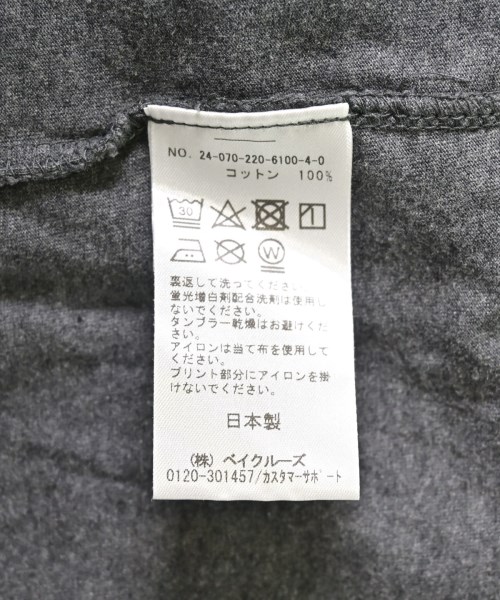 NO. 24-070-220-6100-4-0
コットン 100%
30
W
裏返して洗ってください。
蛍光増白剤配合洗剤は使用し
ないでください。
タンブラー乾燥はお避けくだ
さい。
アイロンは当て布を使用して
ください。
プリント部分にアイロンを掛
けないでください。
日本製
(株) ベイクルーズ
0120-301457/カスタマーサポート